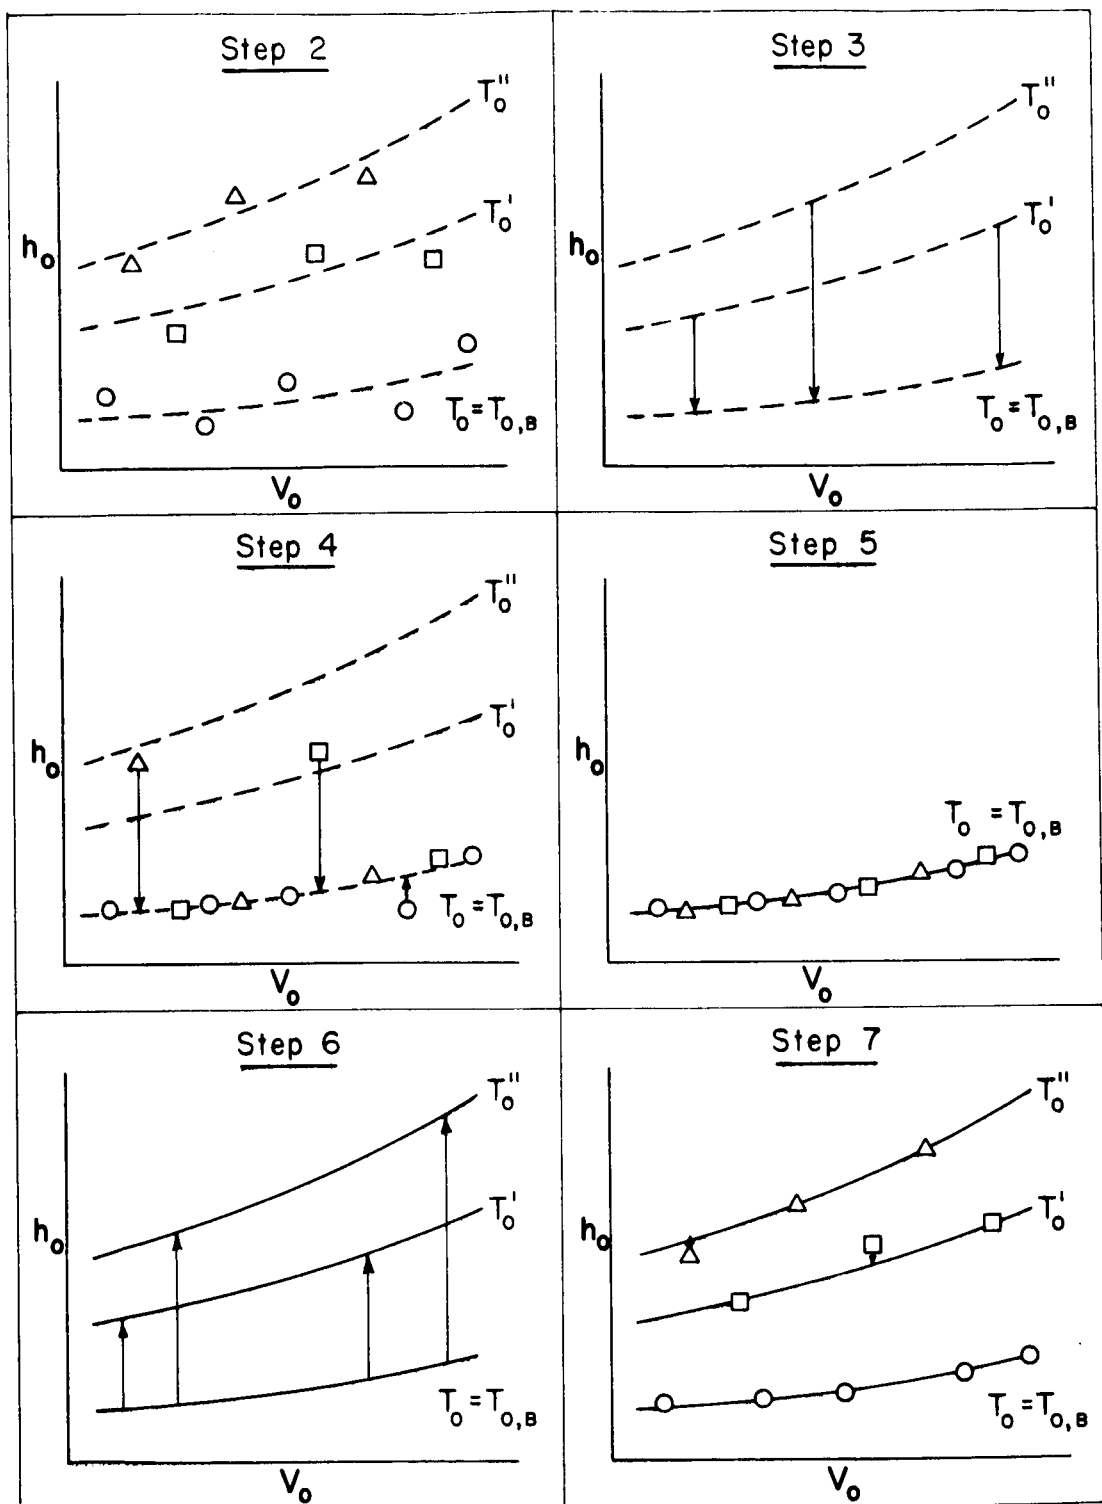 Step 2
T₀''
T₀'
h₀
T₀ = T₀,B
V₀
Step 3
T₀''
T₀'
h₀
T₀ = T₀,B
V₀
Step 4
T₀''
T₀'
h₀
T₀ = T₀,B
V₀
Step 5
h₀
T₀ = T₀,B
V₀
Step 6
T₀''
T₀'
h₀
T₀ = T₀,B
V₀
Step 7
T₀''
T₀'
h₀
T₀ = T₀,B
V₀